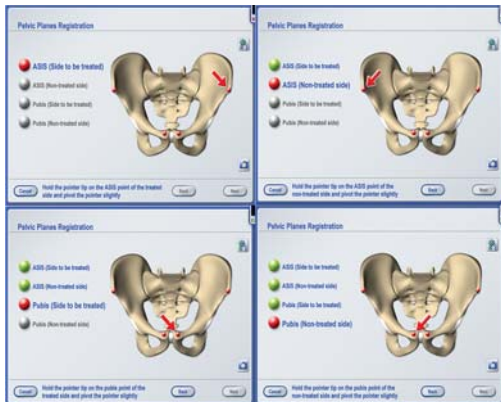 Pelvic Planes Registration
ASIS (Side to be treated)
ASIS (Non-treated side)
Pubis (Side to be treated)
Pubis (Non-treated side)
Cancel
Hold the pointer tip on the ASIS point of the treated
side and pivot the pointer slightly
Back
Next
Pelvic Planes Registration
ASIS (Side to be treated)
ASIS (Non-treated side)
Pubis (Side to be treated)
Pubis (Non-treated side)
Cancel
Hold the pointer tip on the ASIS point of the
non-treated side and pivot the pointer slightly
Back
Next
Pelvic Planes Registration
ASIS (Side to be treated)
ASIS (Non-treated side)
Pubis (Side to be treated)
Pubis (Non-treated side)
Cancel
Hold the pointer tip on the pubis point of the
treated side and pivot the pointer slightly
Back
Next
Pelvic Planes Registration
ASIS (Side to be treated)
ASIS (Non-treated side)
Pubis (Side to be treated)
Pubis (Non-treated side)
Cancel
Hold the pointer tip on the pubis point of the
non-treated side and pivot the pointer slightly
Back
Next